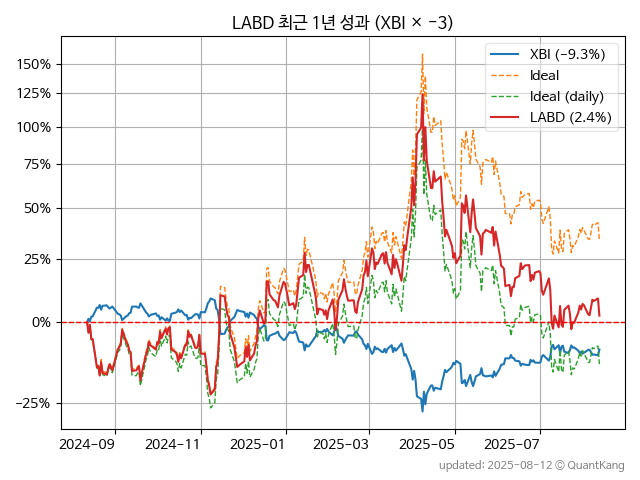 LABD 최근 1년 성과 (XBI × −3)
150%
125%
100%
75%
50%
25%
0%
−25%
XBI (−9.3%)
Ideal
Ideal (daily)
LABD (2.4%)
2024-09
2024-11
2025-01
2025-03
2025-05
2025-07
updated: 2025-08-12 © QuantKang